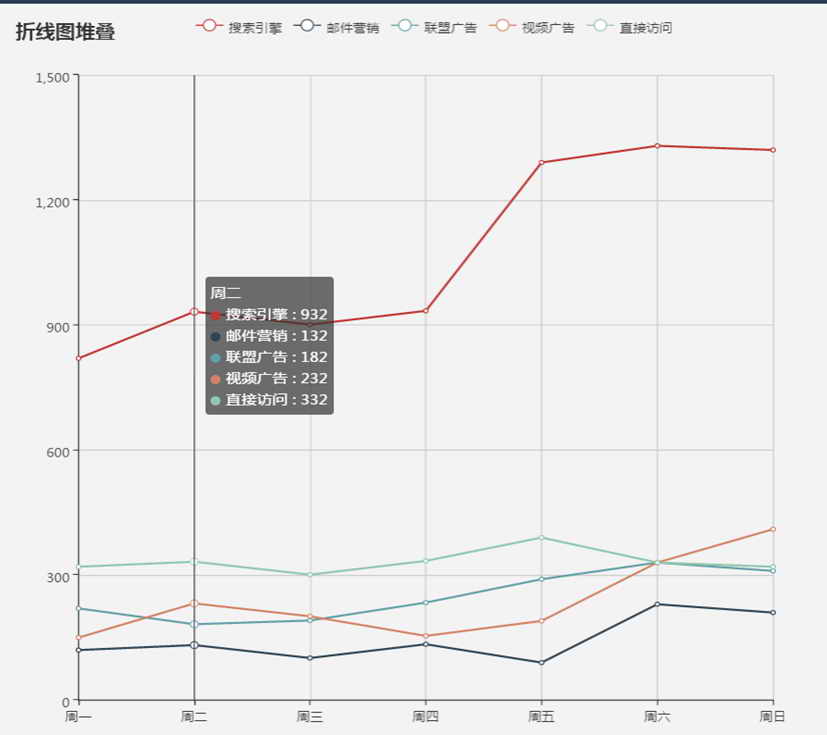 折线图堆叠
搜索引擎 邮件营销 联盟广告 视频广告 直接访问
1,500
1,200
900
600
300
0
周二
搜索引擎 : 932
邮件营销 : 132
联盟广告 : 182
视频广告 : 232
直接访问 : 332
周一 周二 周三 周四 周五 周六 周日